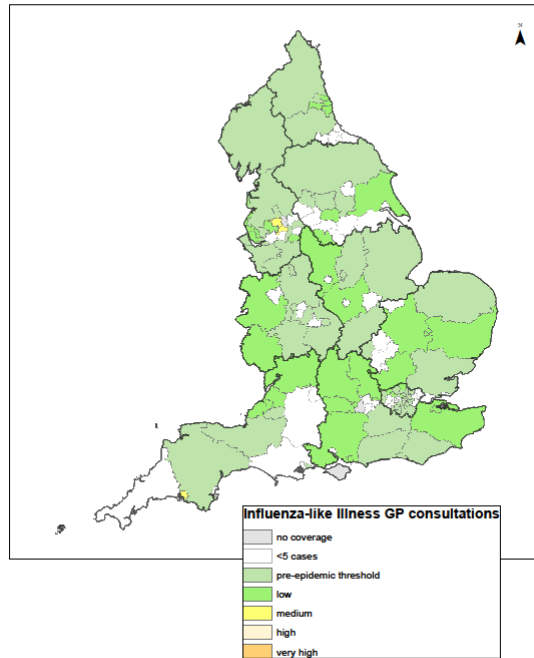 N
Influenza-like Illness GP consultations
no coverage
<5 cases
pre-epidemic threshold
low
medium
high
very high